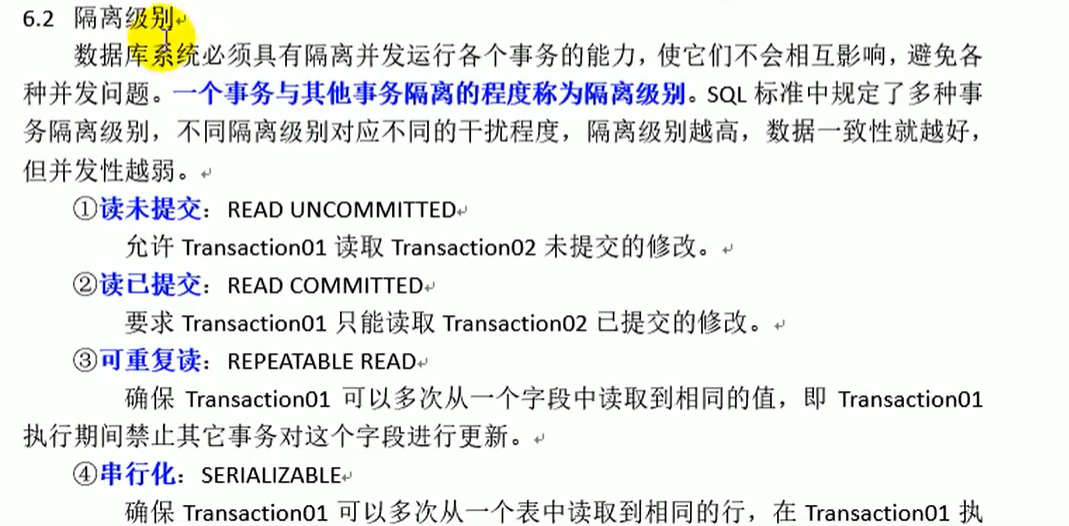 6.2 隔离级别
数据库系统必须具有隔离并发运行各个事务的能力，使它们不会相互影响，避免各
种并发问题。一个事务与其他事务隔离的程度称为隔离级别。SQL 标准中规定了多种事
务隔离级别，不同隔离级别对应不同的干扰程度，隔离级别越高，数据一致性就越好，
但并发性越弱。
①读未提交：READ UNCOMMITTED
允许 Transaction01 读取 Transaction02 未提交的修改。
②读已提交：READ COMMITTED
要求 Transaction01 只能读取 Transaction02 已提交的修改。
③可重复读：REPEATABLE READ
确保 Transaction01 可以多次从一个字段中读取到相同的值，即 Transaction01
执行期间禁止其它事务对这个字段进行更新。
④串行化：SERIALIZABLE
确保 Transaction01 可以多次从一个表中读取到相同的行，在 Transaction01 执